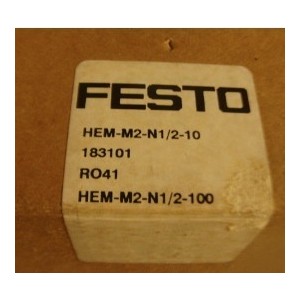 FESTO
HEM-M2-N1/2-10
183101
RO41
HEM-M2-N1/2-100